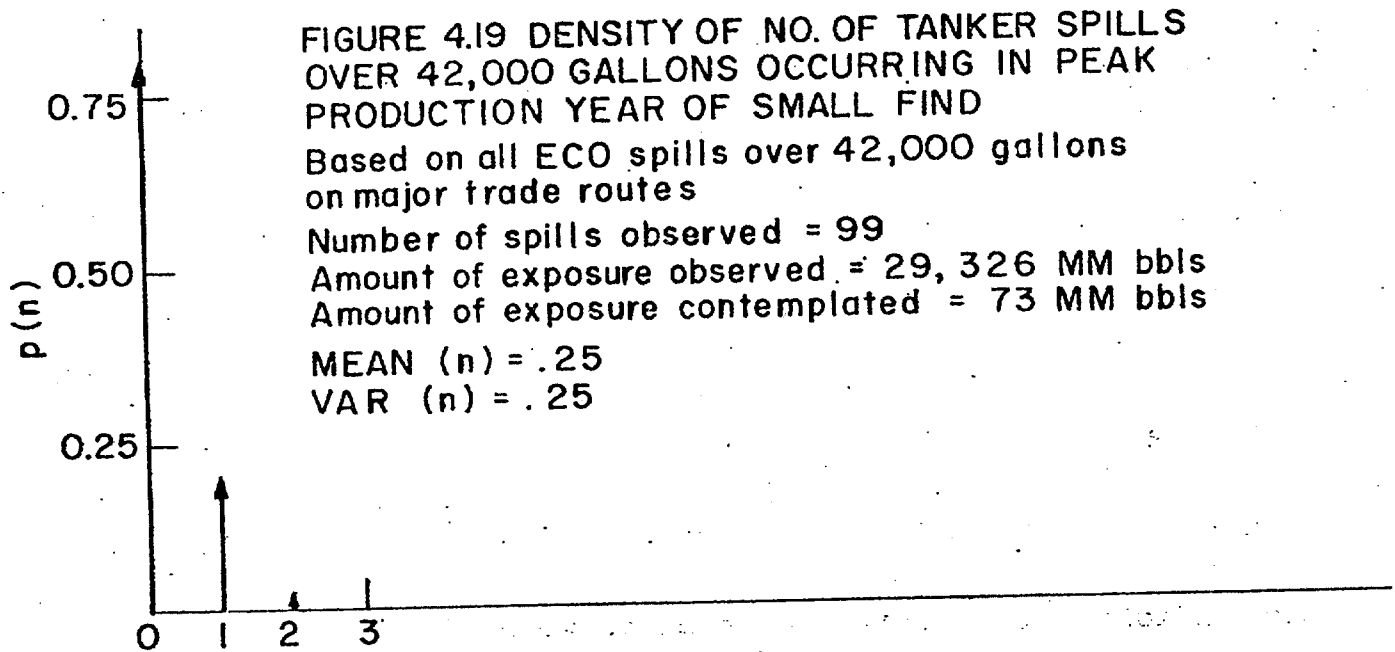 FIGURE 4.19 DENSITY OF NO. OF TANKER SPILLS
OVER 42,000 GALLONS OCCURRING IN PEAK
PRODUCTION YEAR OF SMALL FIND
Based on all ECO spills over 42,000 gallons
on major trade routes
Number of spills observed = 99
Amount of exposure observed = 29,326 MM bbls
Amount of exposure contemplated = 73 MM bbls
MEAN (n) = .25
VAR (n) = .25
p(n)
0.75
0.50
0.25
0 1 2 3